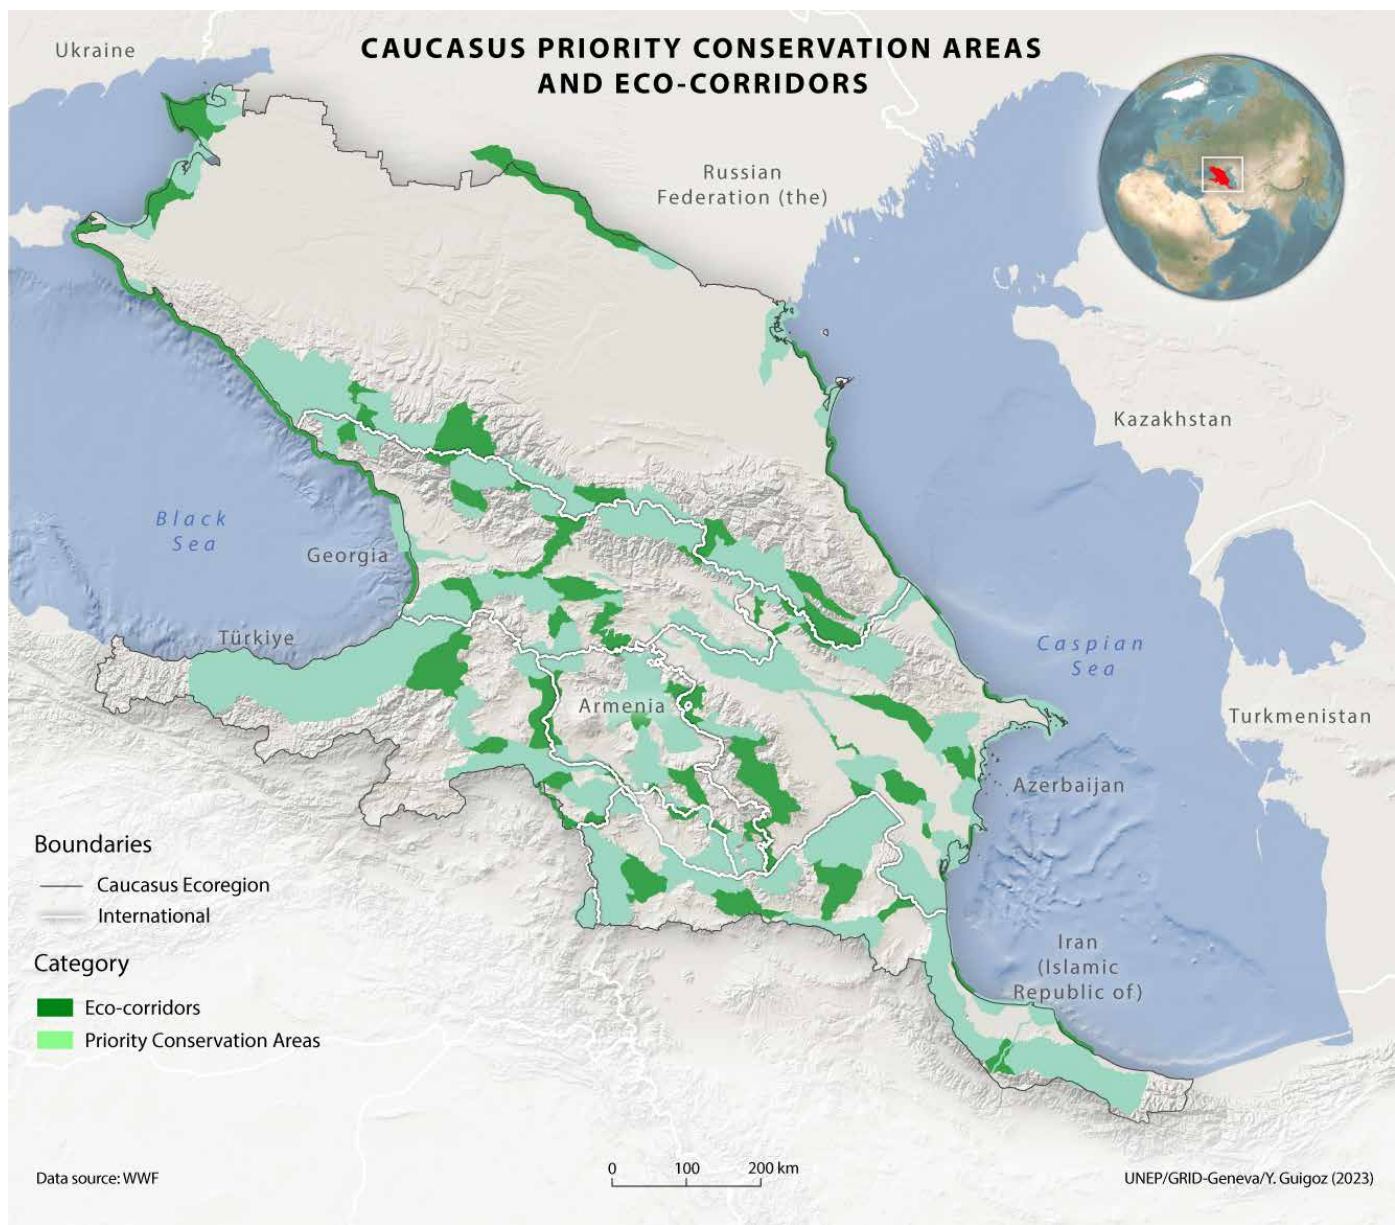 CAUCASUS PRIORITY CONSERVATION AREAS
AND ECO-CORRIDORS
Ukraine
Russian
Federation (the)
Kazakhstan
Black
Sea
Georgia
Türkiye
Caspian
Sea
Armenia
Turkmenistan
Azerbaijan
Iran
(Islamic
Republic of)
Boundaries
Caucasus Ecoregion
International
Category
Eco-corridors
Priority Conservation Areas
Data source: WWF
0 100 200 km
UNEP/GRID-Geneva/Y. Guigoz (2023)